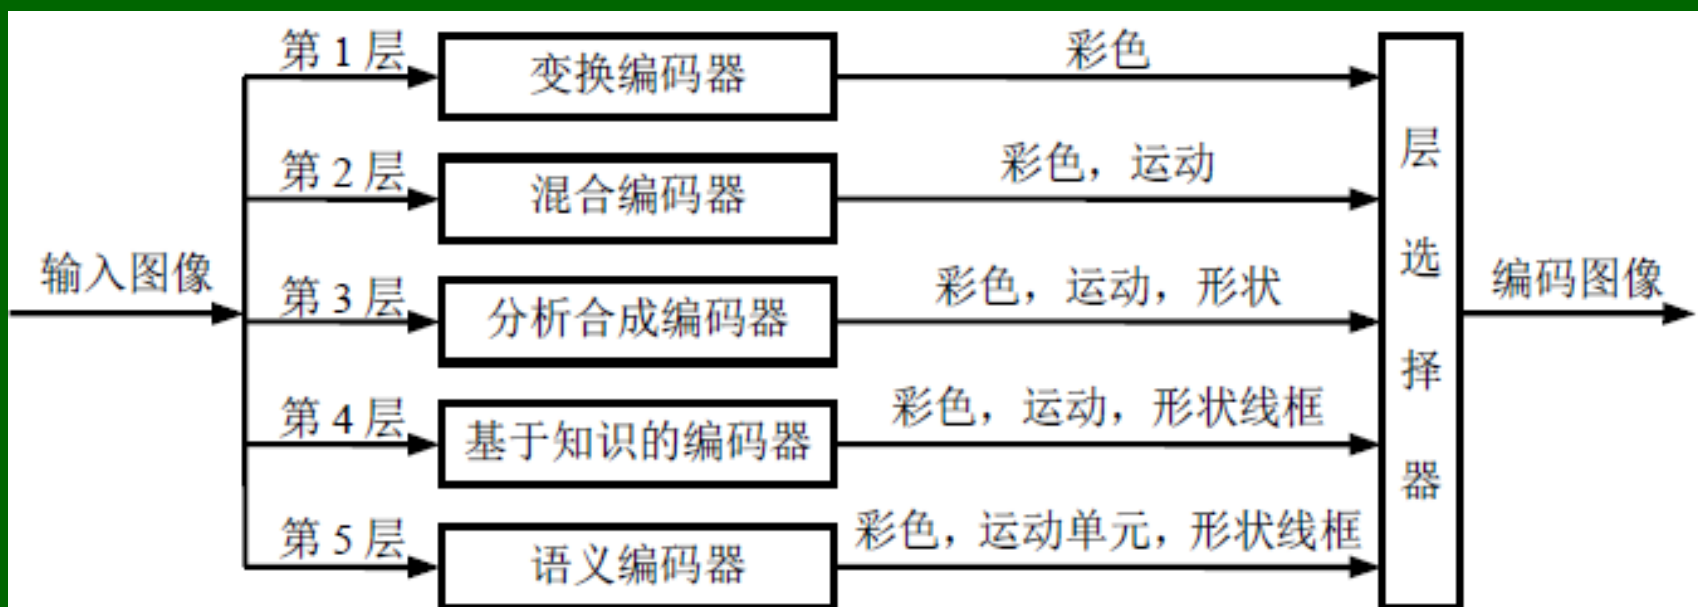 第 1 层
变换编码器
彩色
第 2 层
混合编码器
彩色，运动
输入图像
第 3 层
分析合成编码器
彩色，运动，形状
第 4 层
基于知识的编码器
彩色，运动，形状线框
第 5 层
语义编码器
彩色，运动单元，形状线框
层选择器
编码图像